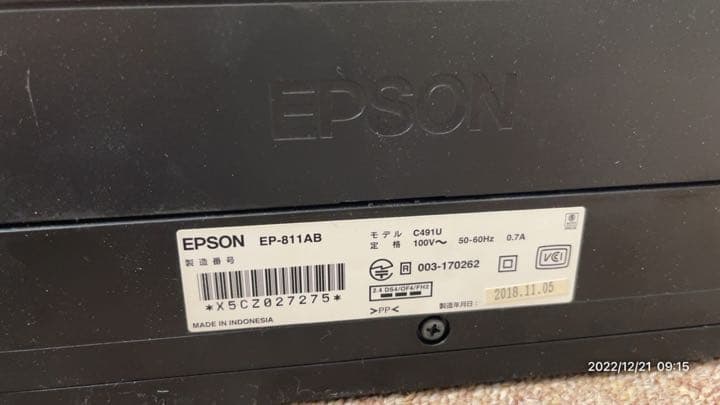 EPSON
EPSON EP-811AB
モデル C491U
定格 100V〜 50-60Hz 0.7A
製造番号
R 003-170262
VCI
*X5CZ027275*
2.4 DS4/OF4/FH2
2018.11.05
MADE IN INDONESIA
>PP<
製造年月日:
2022/12/21 09:15